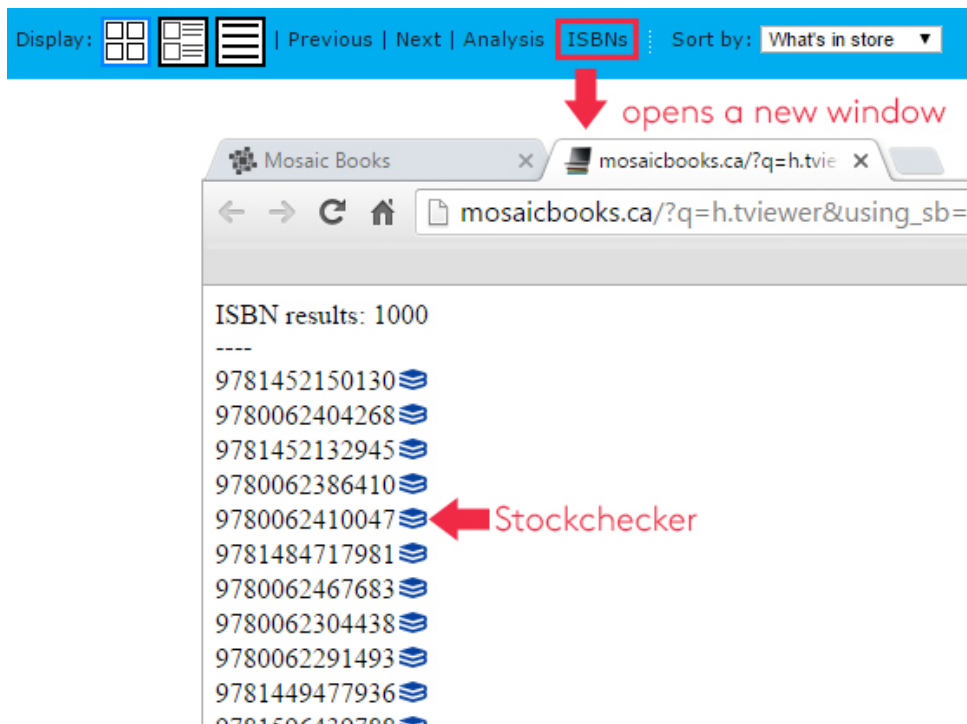 Display: | Previous | Next | Analysis ISBNs Sort by: What's in store
opens a new window
Mosaic Books mosaicbooks.ca/?q=h.tvie
mosaicbooks.ca/?q=h.tviewer&using_sb=
ISBN results: 1000
----
9781452150130
9780062404268
9781452132945
9780062386410
9780062410047 Stockchecker
9781484717981
9780062467683
9780062304438
9780062291493
9781449477936